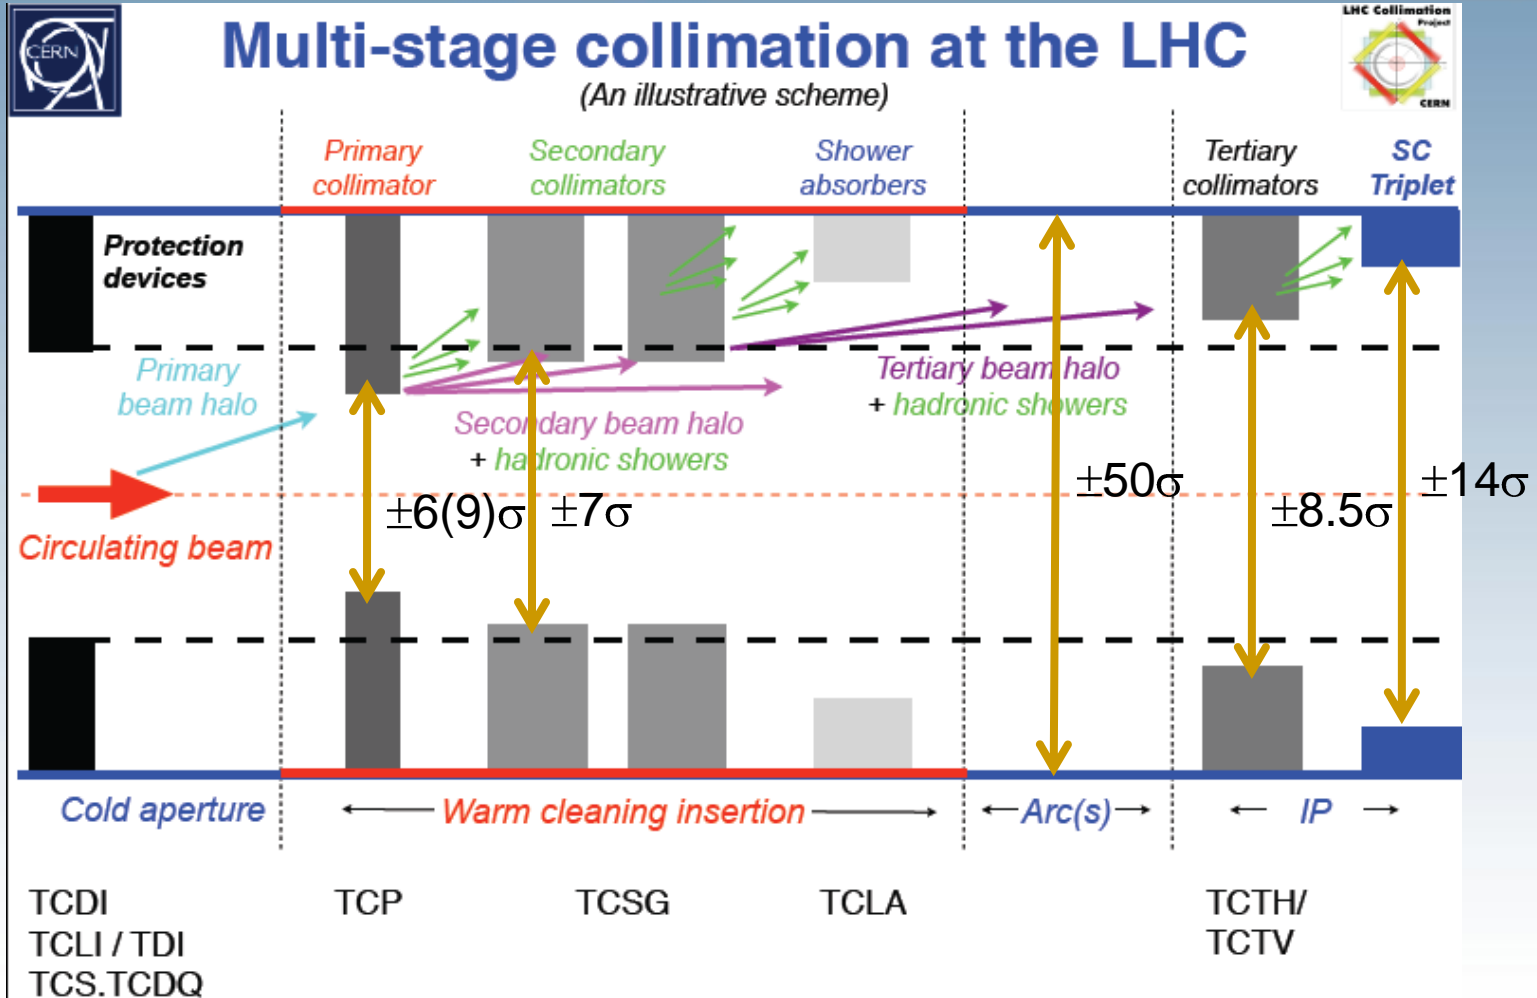 CERN
Multi-stage collimation at the LHC
LHC Collimation
Project
CERN
(An illustrative scheme)
Primary
collimator
Secondary
collimators
Shower
absorbers
Tertiary
collimators
SC
Triplet
Protection
devices
Primary
beam halo
Tertiary beam halo
+ hadronic showers
Secondary beam halo
+ hadronic showers
Circulating beam
±6(9)σ
±7σ
±50σ
±8.5σ
±14σ
Cold aperture
Warm cleaning insertion
Arc(s)
IP
TCDI
TCLI / TDI
TCS.TCDQ
TCP
TCSG
TCLA
TCTH/
TCTV